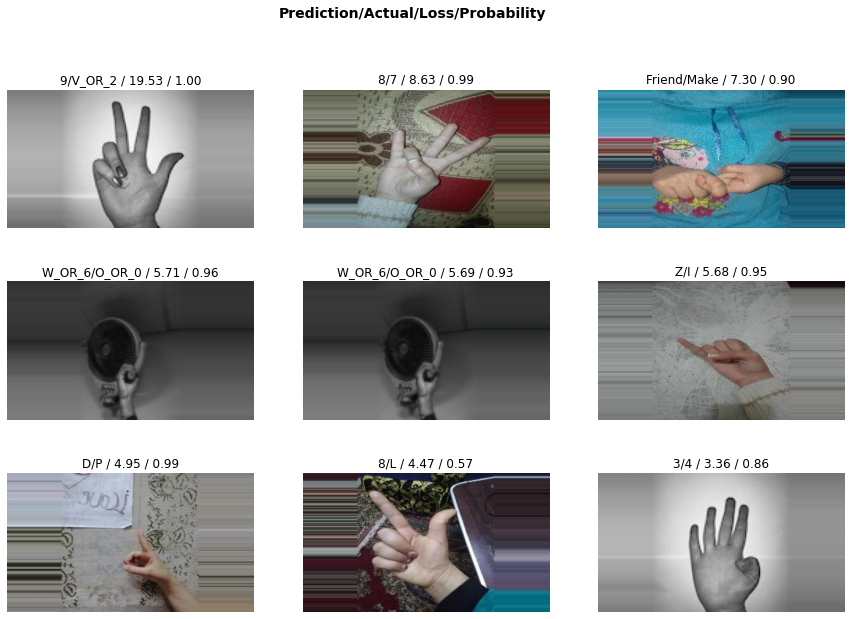 Prediction/Actual/Loss/Probability
9/V_OR_2 / 19.53 / 1.00
8/7 / 8.63 / 0.99
Friend/Make / 7.30 / 0.90
W_OR_6/O_OR_0 / 5.71 / 0.96
W_OR_6/O_OR_0 / 5.69 / 0.93
Z/I / 5.68 / 0.95
D/P / 4.95 / 0.99
8/L / 4.47 / 0.57
3/4 / 3.36 / 0.86